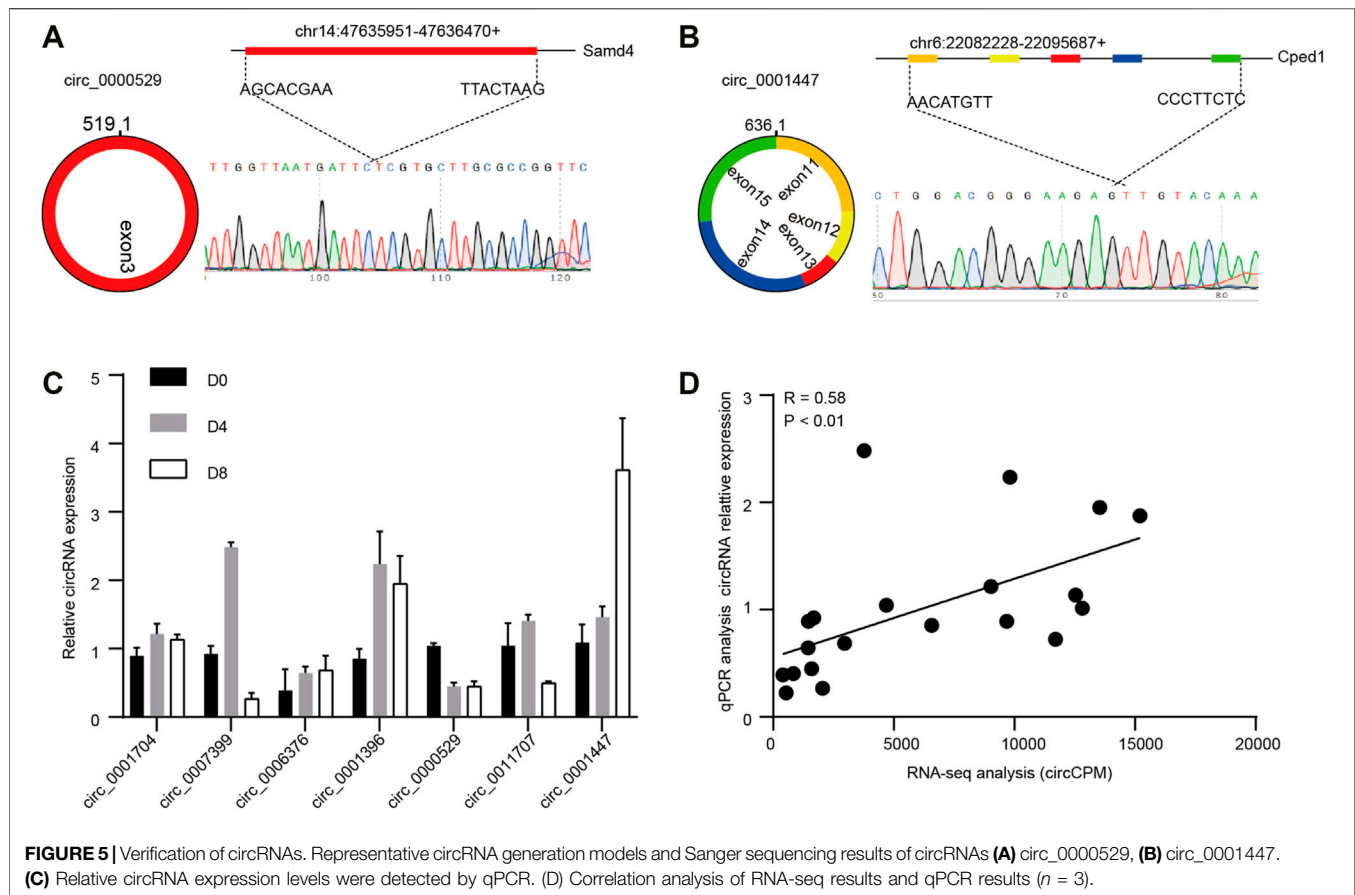 A
chr14:47635951-47636470+
Samd4
circ_0000529
AGCACGAA
TTACTAAG
519 1
exon3
TTGGTTAATGATTCTCGTGCTTGCGCCGGTTC
100
110
120
B
chr6:22082228-22095687+
Cped1
circ_0001447
AACATGTT
CCCTTCTC
636 1
exon11
exon12
exon13
exon14
exon15
CTGGACGGGAAGAGTTGTACAAA
70
80
C
D0
D4
D8
Relative circRNA expression
5
4
3
2
1
0
circ_0001704
circ_0007399
circ_0006376
circ_0001396
circ_0000529
circ_0011707
circ_0001447
D
R = 0.58
P < 0.01
qPCR analysis circRNA relative expression
3
2
1
0
0 5000 10000 15000 20000
RNA-seq analysis (circCPM)
FIGURE 5 | Verification of circRNAs. Representative circRNA generation models and Sanger sequencing results of circRNAs (A) circ_0000529, (B) circ_0001447.
(C) Relative circRNA expression levels were detected by qPCR. (D) Correlation analysis of RNA-seq results and qPCR results (n = 3).